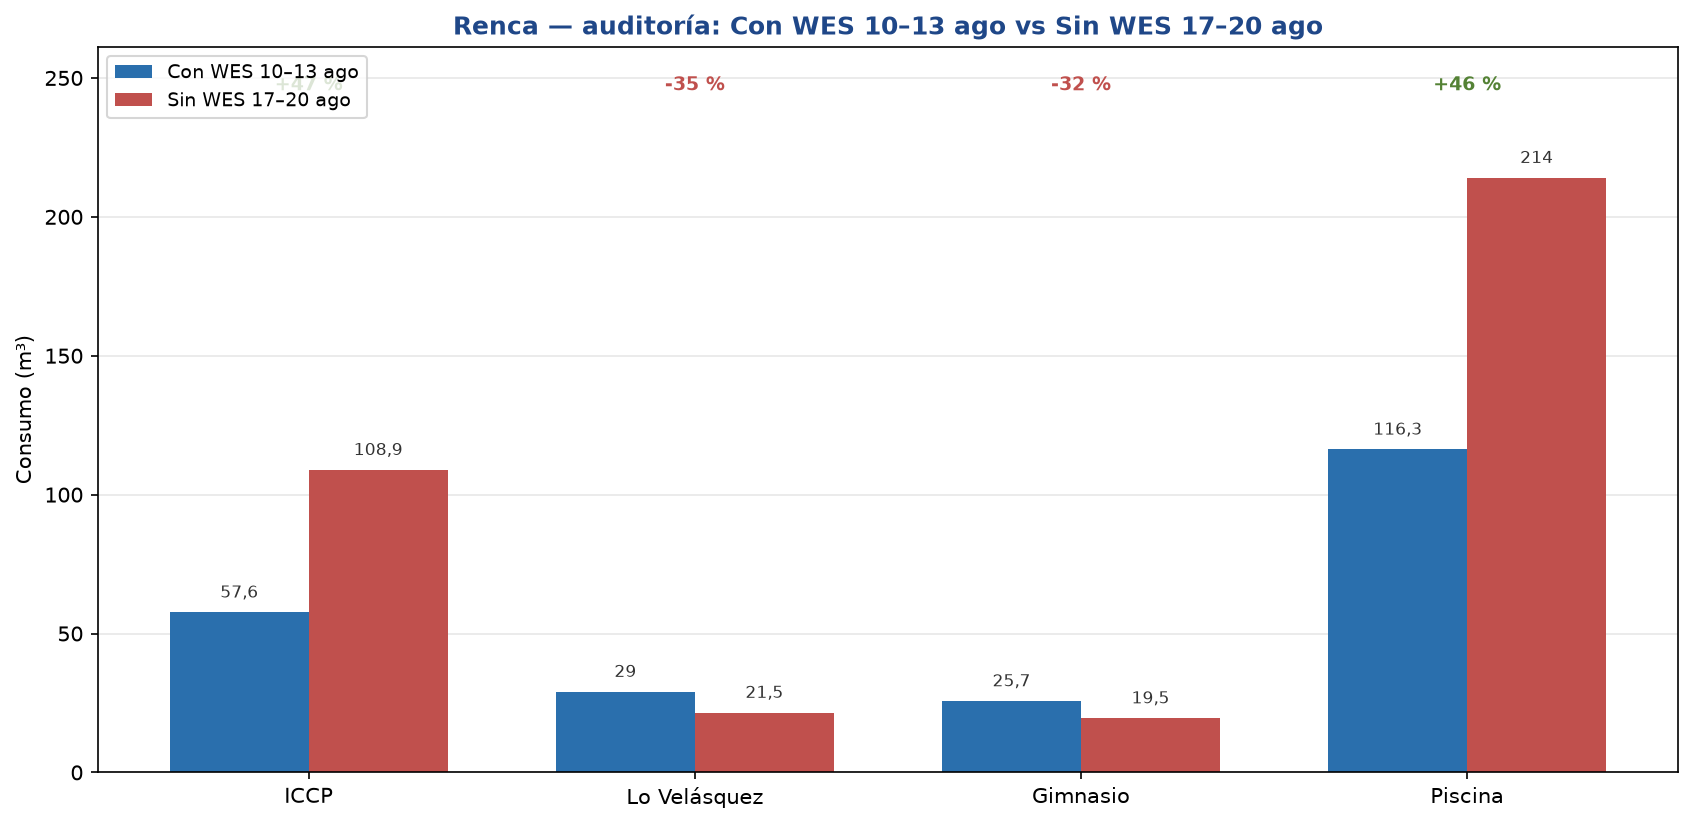 Renca — auditoría: Con WES 10–13 ago vs Sin WES 17–20 ago
Con WES 10–13 ago
Sin WES 17–20 ago
+47 %
-35 %
-32 %
+46 %
Consumo (m³)
250
200
150
100
50
0
57,6
108,9
29
21,5
25,7
19,5
116,3
214
ICCP
Lo Velásquez
Gimnasio
Piscina